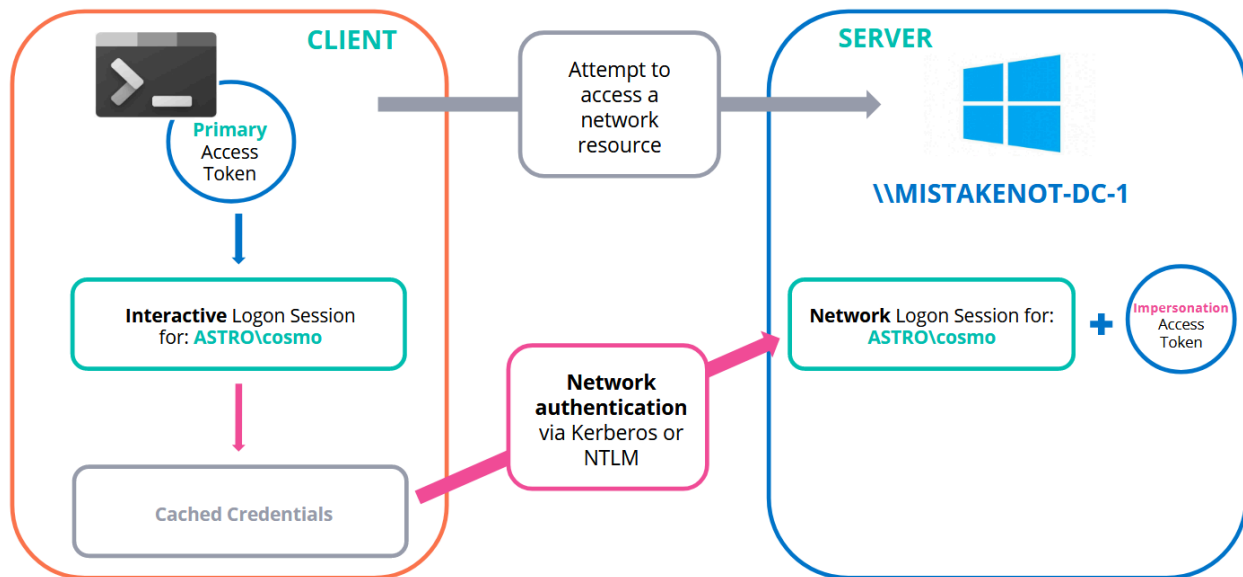 CLIENT
Primary
Access
Token
Interactive Logon Session
for: ASTRO\cosmo
Cached Credentials
Attempt to
access a
network
resource
Network
authentication
via Kerberos or
NTLM
SERVER
\\MISTAKENOT-DC-1
Network Logon Session for:
ASTRO\cosmo
Impersonation
Access
Token